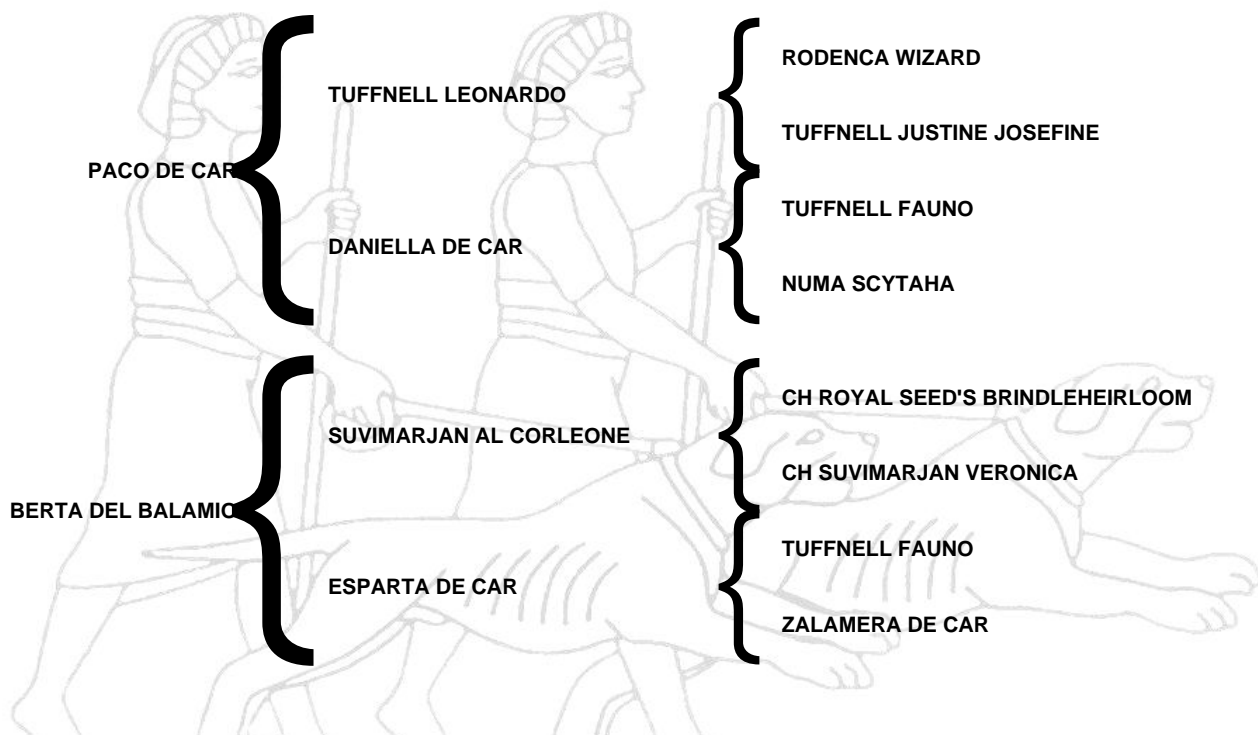 PACO DE CAR
TUFFNELL LEONARDO
RODENCA WIZARD
TUFFNELL JUSTINE JOSEFINE
DANIELLA DE CAR
TUFFNELL FAUNO
NUMA SCYTAHA
BERTA DEL BALAMIO
SUVIMARJAN AL CORLEONE
CH ROYAL SEED'S BRINDLEHEIRLOOM
CH SUVIMARJAN VERONICA
ESPARTA DE CAR
TUFFNELL FAUNO
ZALAMERA DE CAR